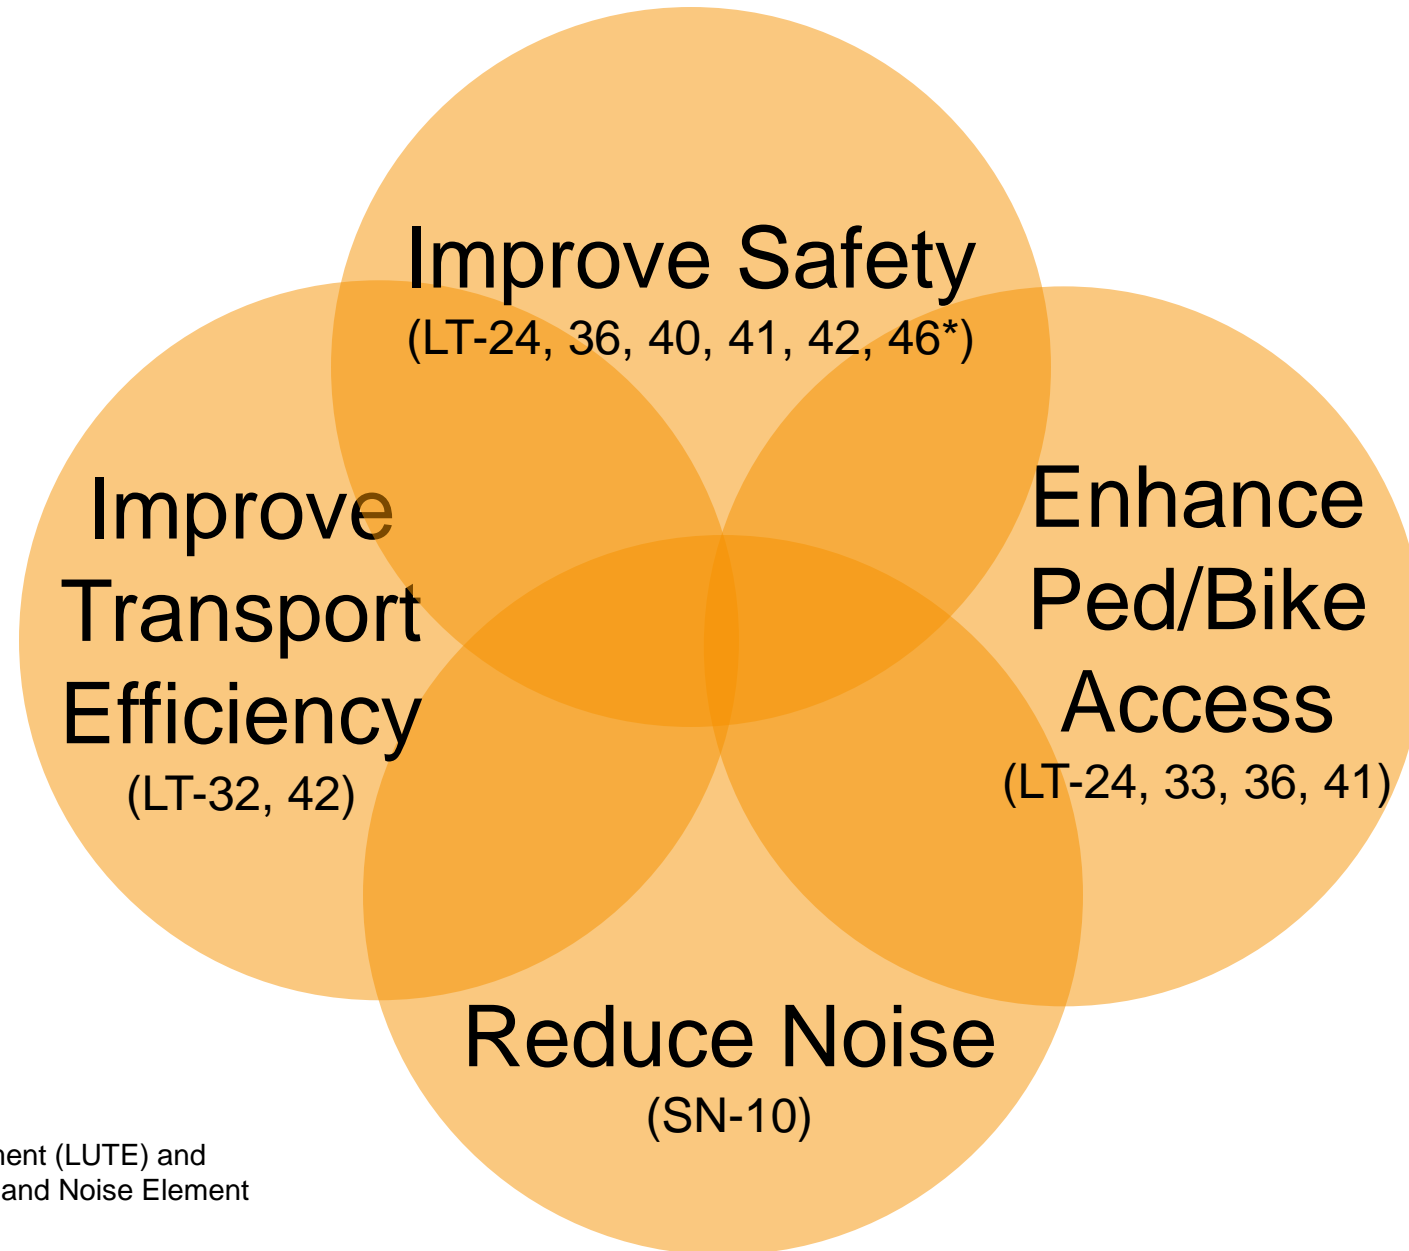 Improve Safety
(LT-24, 36, 40, 41, 42, 46*)
Improve
Transport
Efficiency
(LT-32, 42)
Enhance
Ped/Bike
Access
(LT-24, 33, 36, 41)
Reduce Noise
(SN-10)
(LUTE) and
and Noise Element